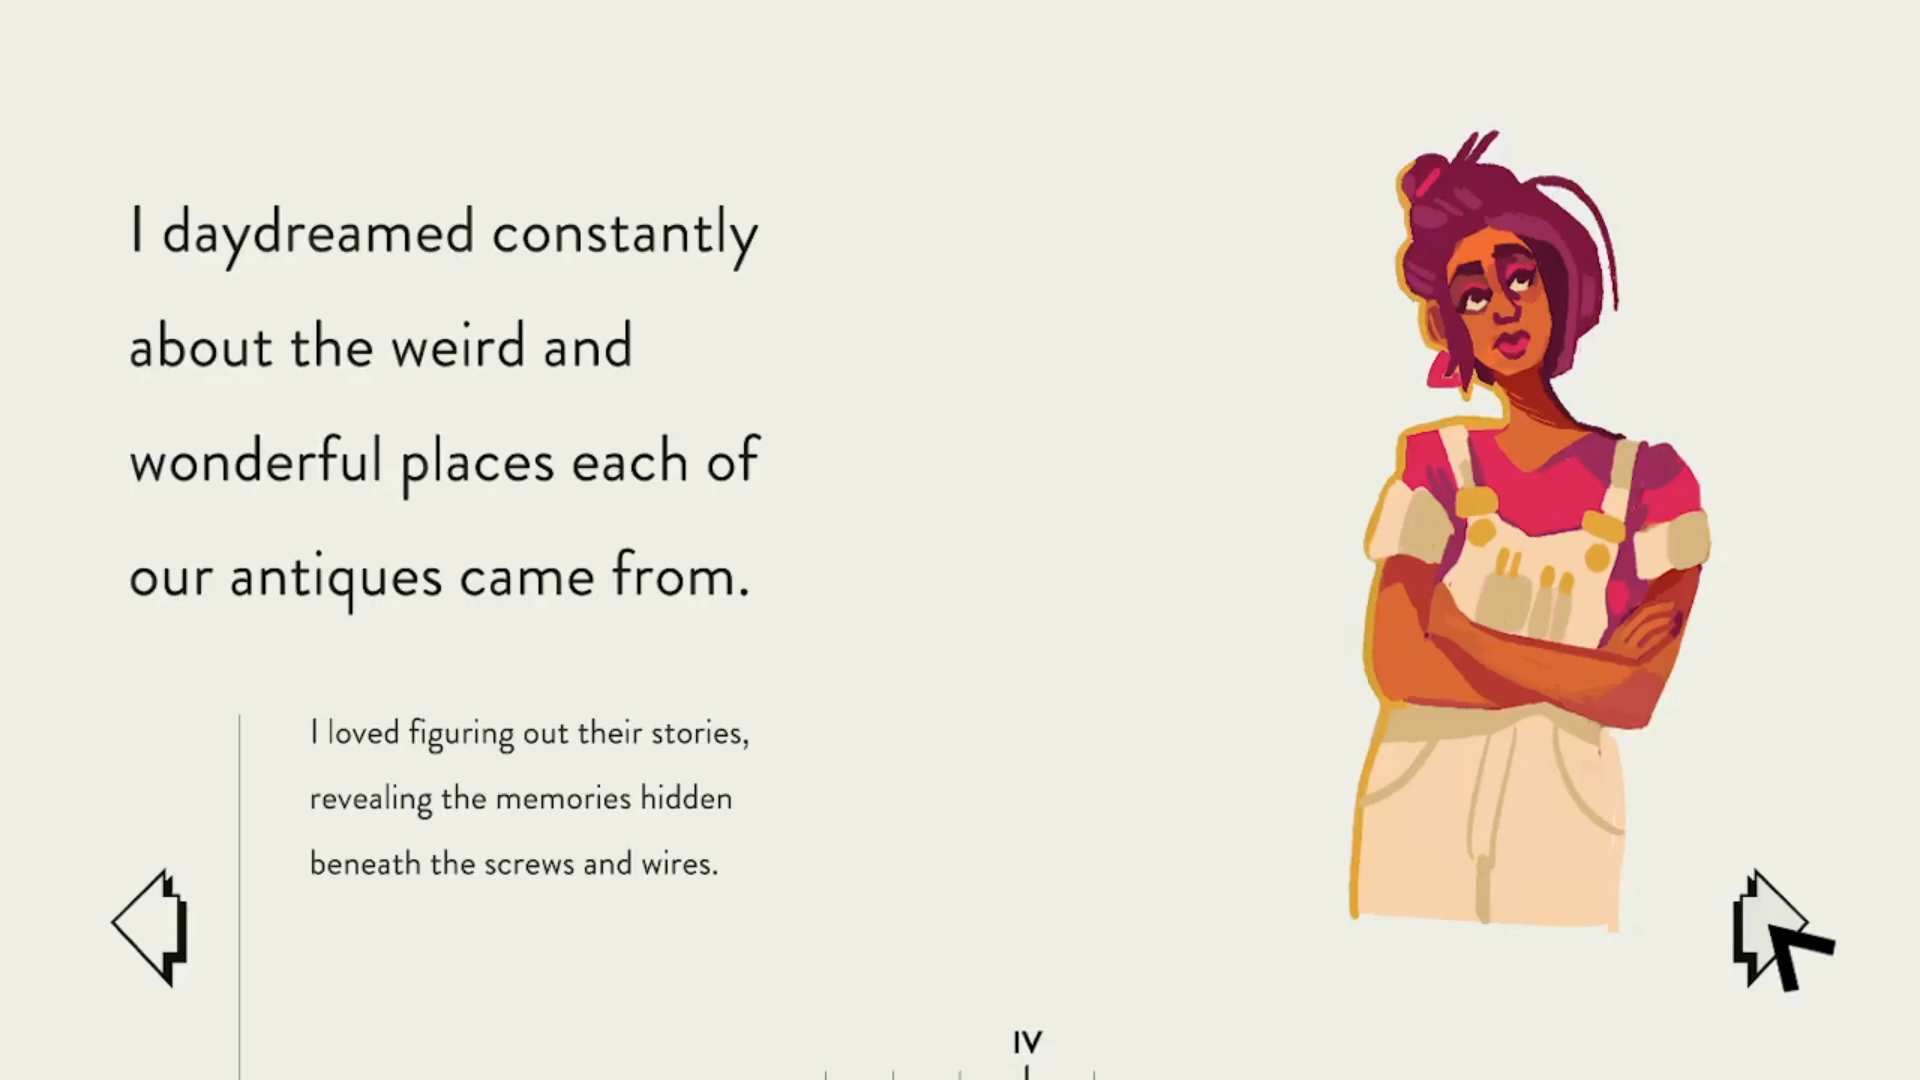 I daydreamed constantly
about the weird and
wonderful places each of
our antiques came from.
I loved figuring out their stories,
revealing the memories hidden
beneath the screws and wires.
IV